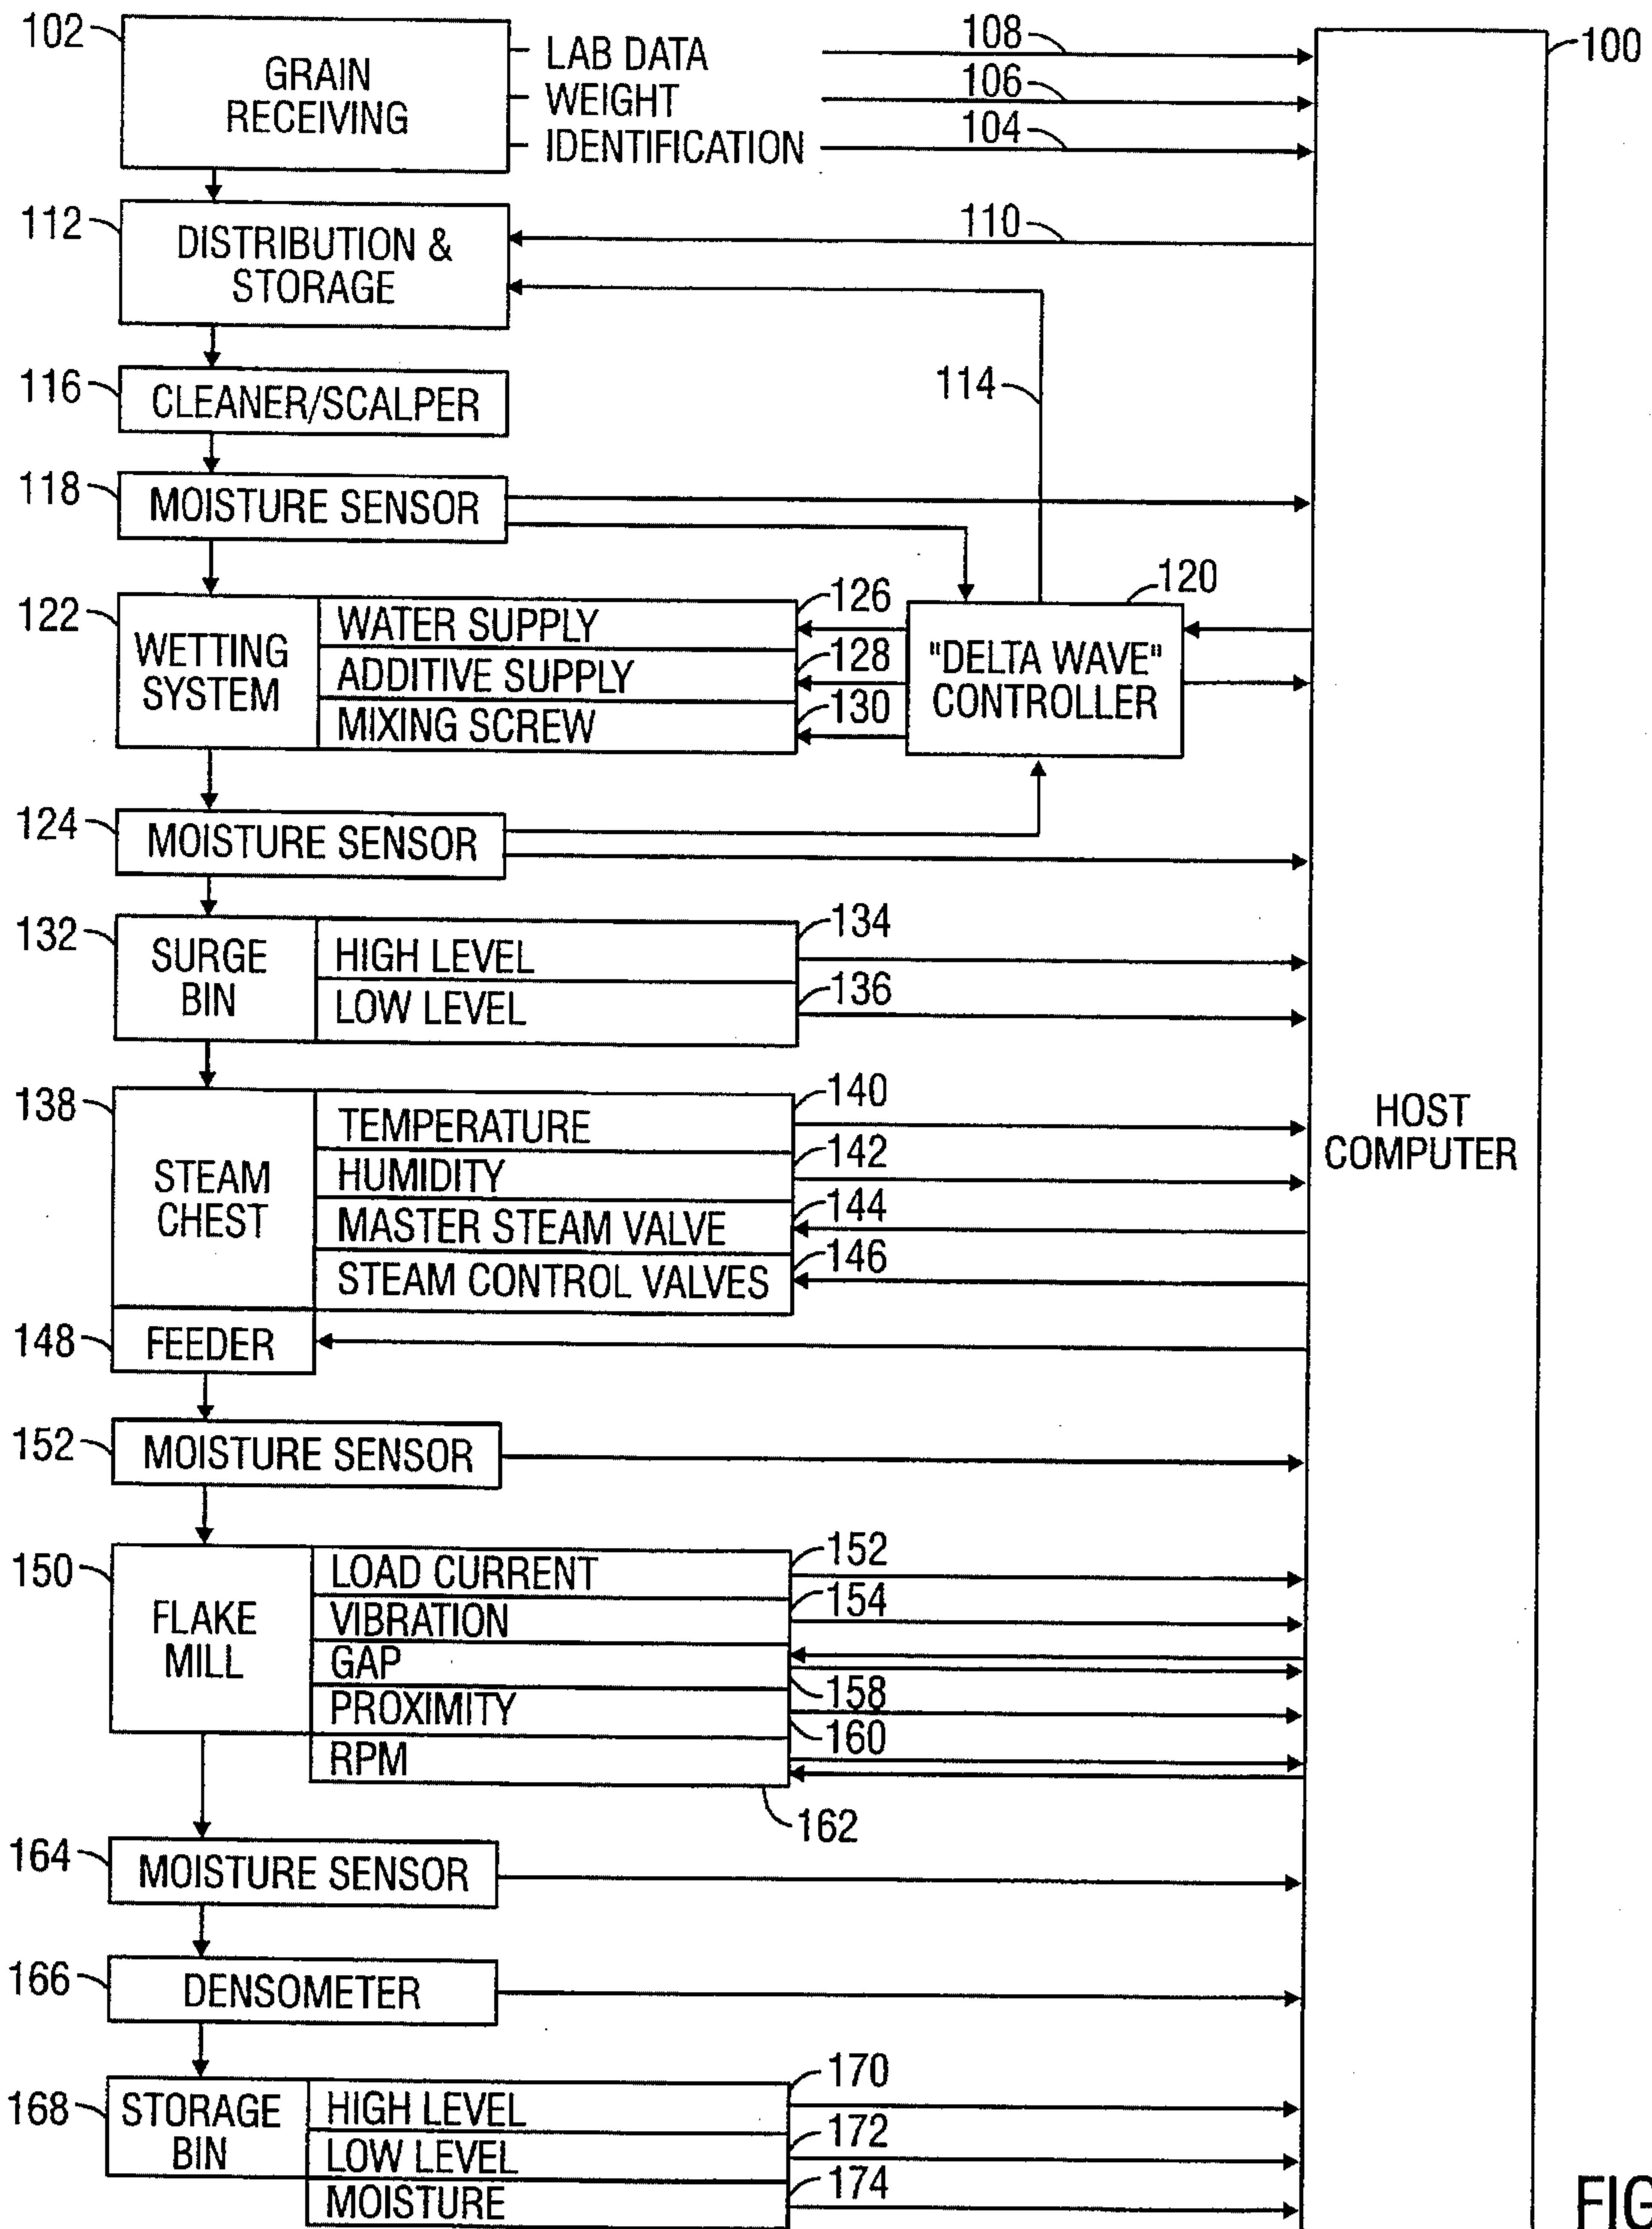 102
GRAIN
RECEIVING
LAB DATA
WEIGHT
IDENTIFICATION
108
106
104
100
112
DISTRIBUTION &
STORAGE
110
116
CLEANER/SCALPER
114
118
MOISTURE SENSOR
122
WETTING
SYSTEM
WATER SUPPLY
ADDITIVE SUPPLY
MIXING SCREW
126
128
130
120
"DELTA WAVE"
CONTROLLER
124
MOISTURE SENSOR
132
SURGE
BIN
HIGH LEVEL
LOW LEVEL
134
136
138
STEAM
CHEST
TEMPERATURE
HUMIDITY
MASTER STEAM VALVE
STEAM CONTROL VALVES
140
142
144
146
HOST
COMPUTER
148
FEEDER
152
MOISTURE SENSOR
150
FLAKE
MILL
LOAD CURRENT
VIBRATION
GAP
PROXIMITY
RPM
152
154
158
160
162
164
MOISTURE SENSOR
166
DENSOMETER
168
STORAGE
BIN
HIGH LEVEL
LOW LEVEL
MOISTURE
170
172
174
FIG